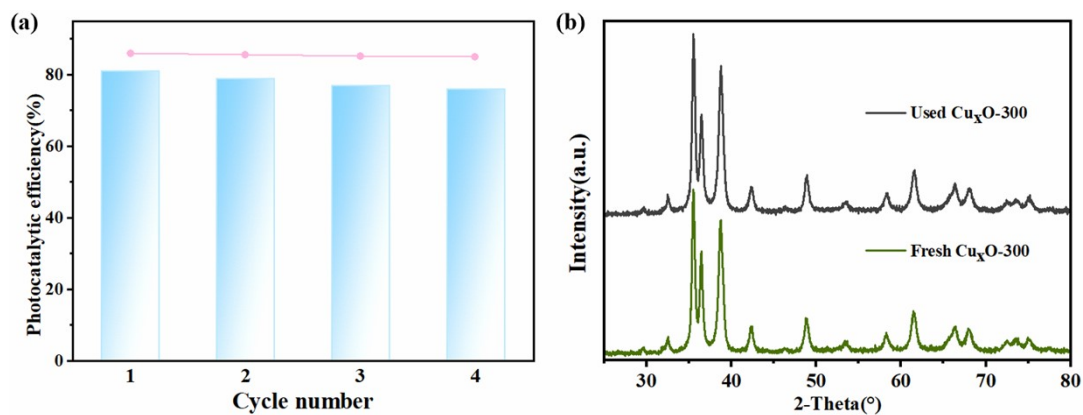 (a)
Photocatalytic efficiency(%)
80
60
40
20
0
1 2 3 4
Cycle number
(b)
Intensity(a.u.)
Used CuxO-300
Fresh CuxO-300
30 40 50 60 70 80
2-Theta(°)